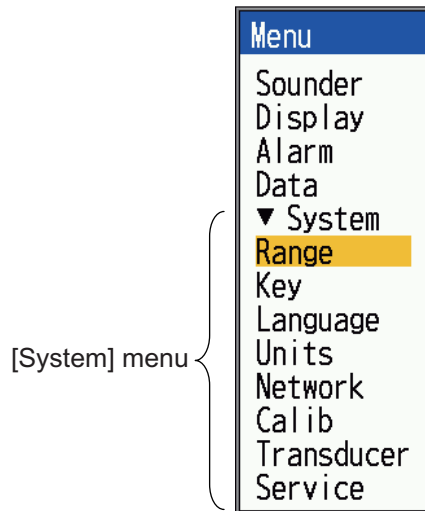 Menu
Sounder
Display
Alarm
Data
▼ System
Range
Key
Language
[System] menu
Units
Network
Calib
Transducer
Service